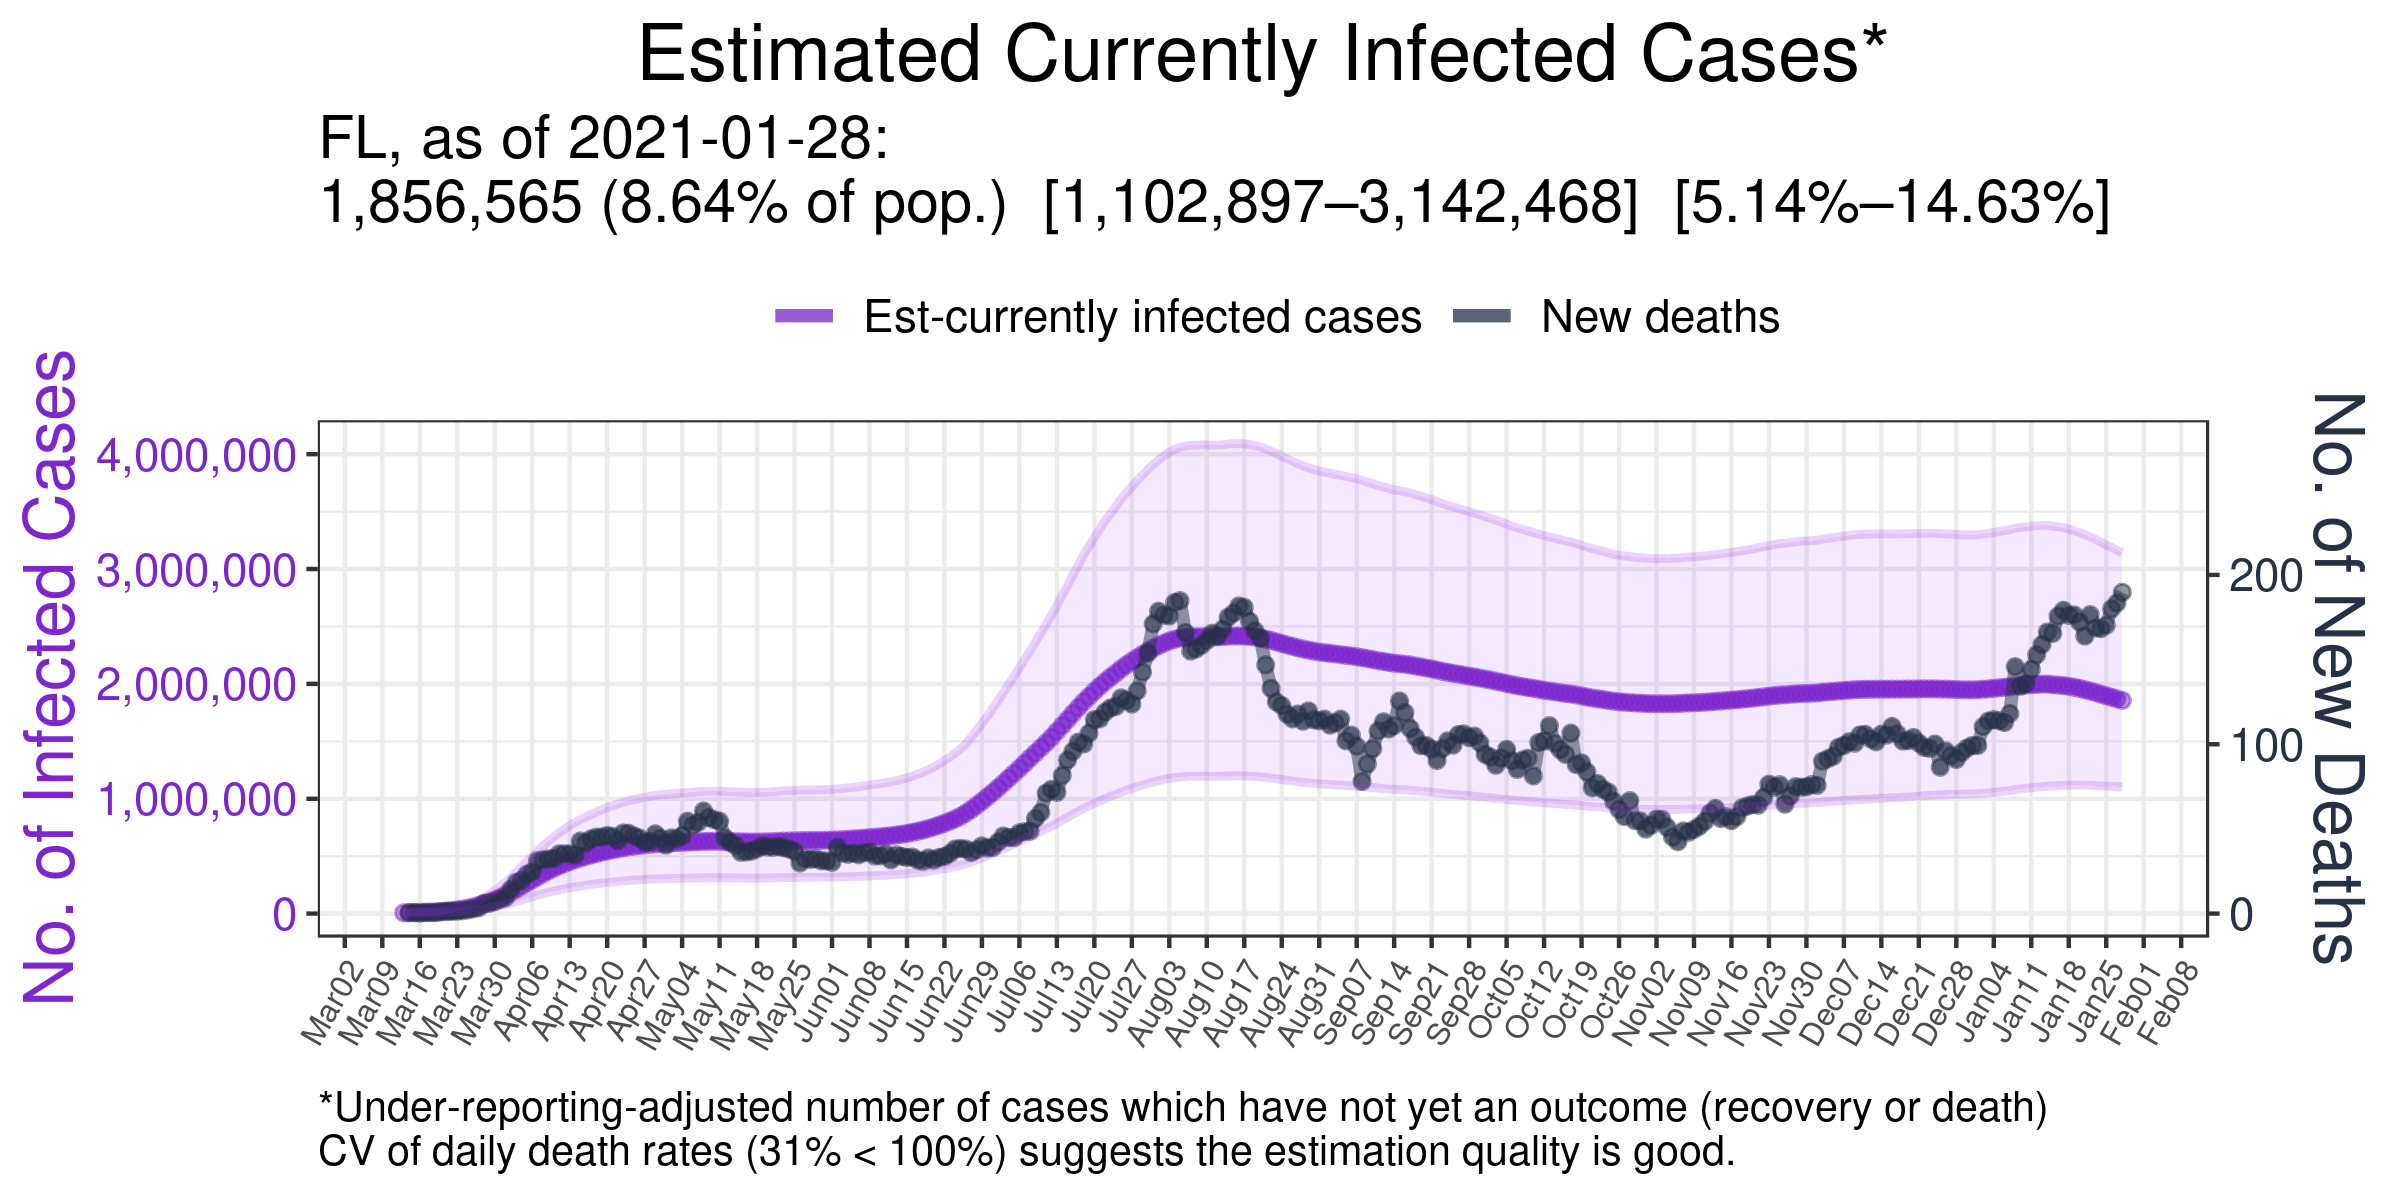 Estimated Currently Infected Cases*
FL, as of 2021-01-28:
1,856,565 (8.64% of pop.)  [1,102,897–3,142,468]  [5.14%–14.63%]
Est-currently infected cases
New deaths
No. of Infected Cases
4,000,000
3,000,000
2,000,000
1,000,000
0
No. of New Deaths
200
100
0
Mar02
Mar09
Mar16
Mar23
Mar30
Apr06
Apr13
Apr20
Apr27
May04
May11
May18
May25
Jun01
Jun08
Jun15
Jun22
Jun29
Jul06
Jul13
Jul20
Jul27
Aug03
Aug10
Aug17
Aug24
Aug31
Sep07
Sep14
Sep21
Sep28
Oct05
Oct12
Oct19
Oct26
Nov02
Nov09
Nov16
Nov23
Nov30
Dec07
Dec14
Dec21
Dec28
Jan04
Jan11
Jan18
Jan25
Feb01
Feb08
*Under-reporting-adjusted number of cases which have not yet an outcome (recovery or death)
CV of daily death rates (31% < 100%) suggests the estimation quality is good.